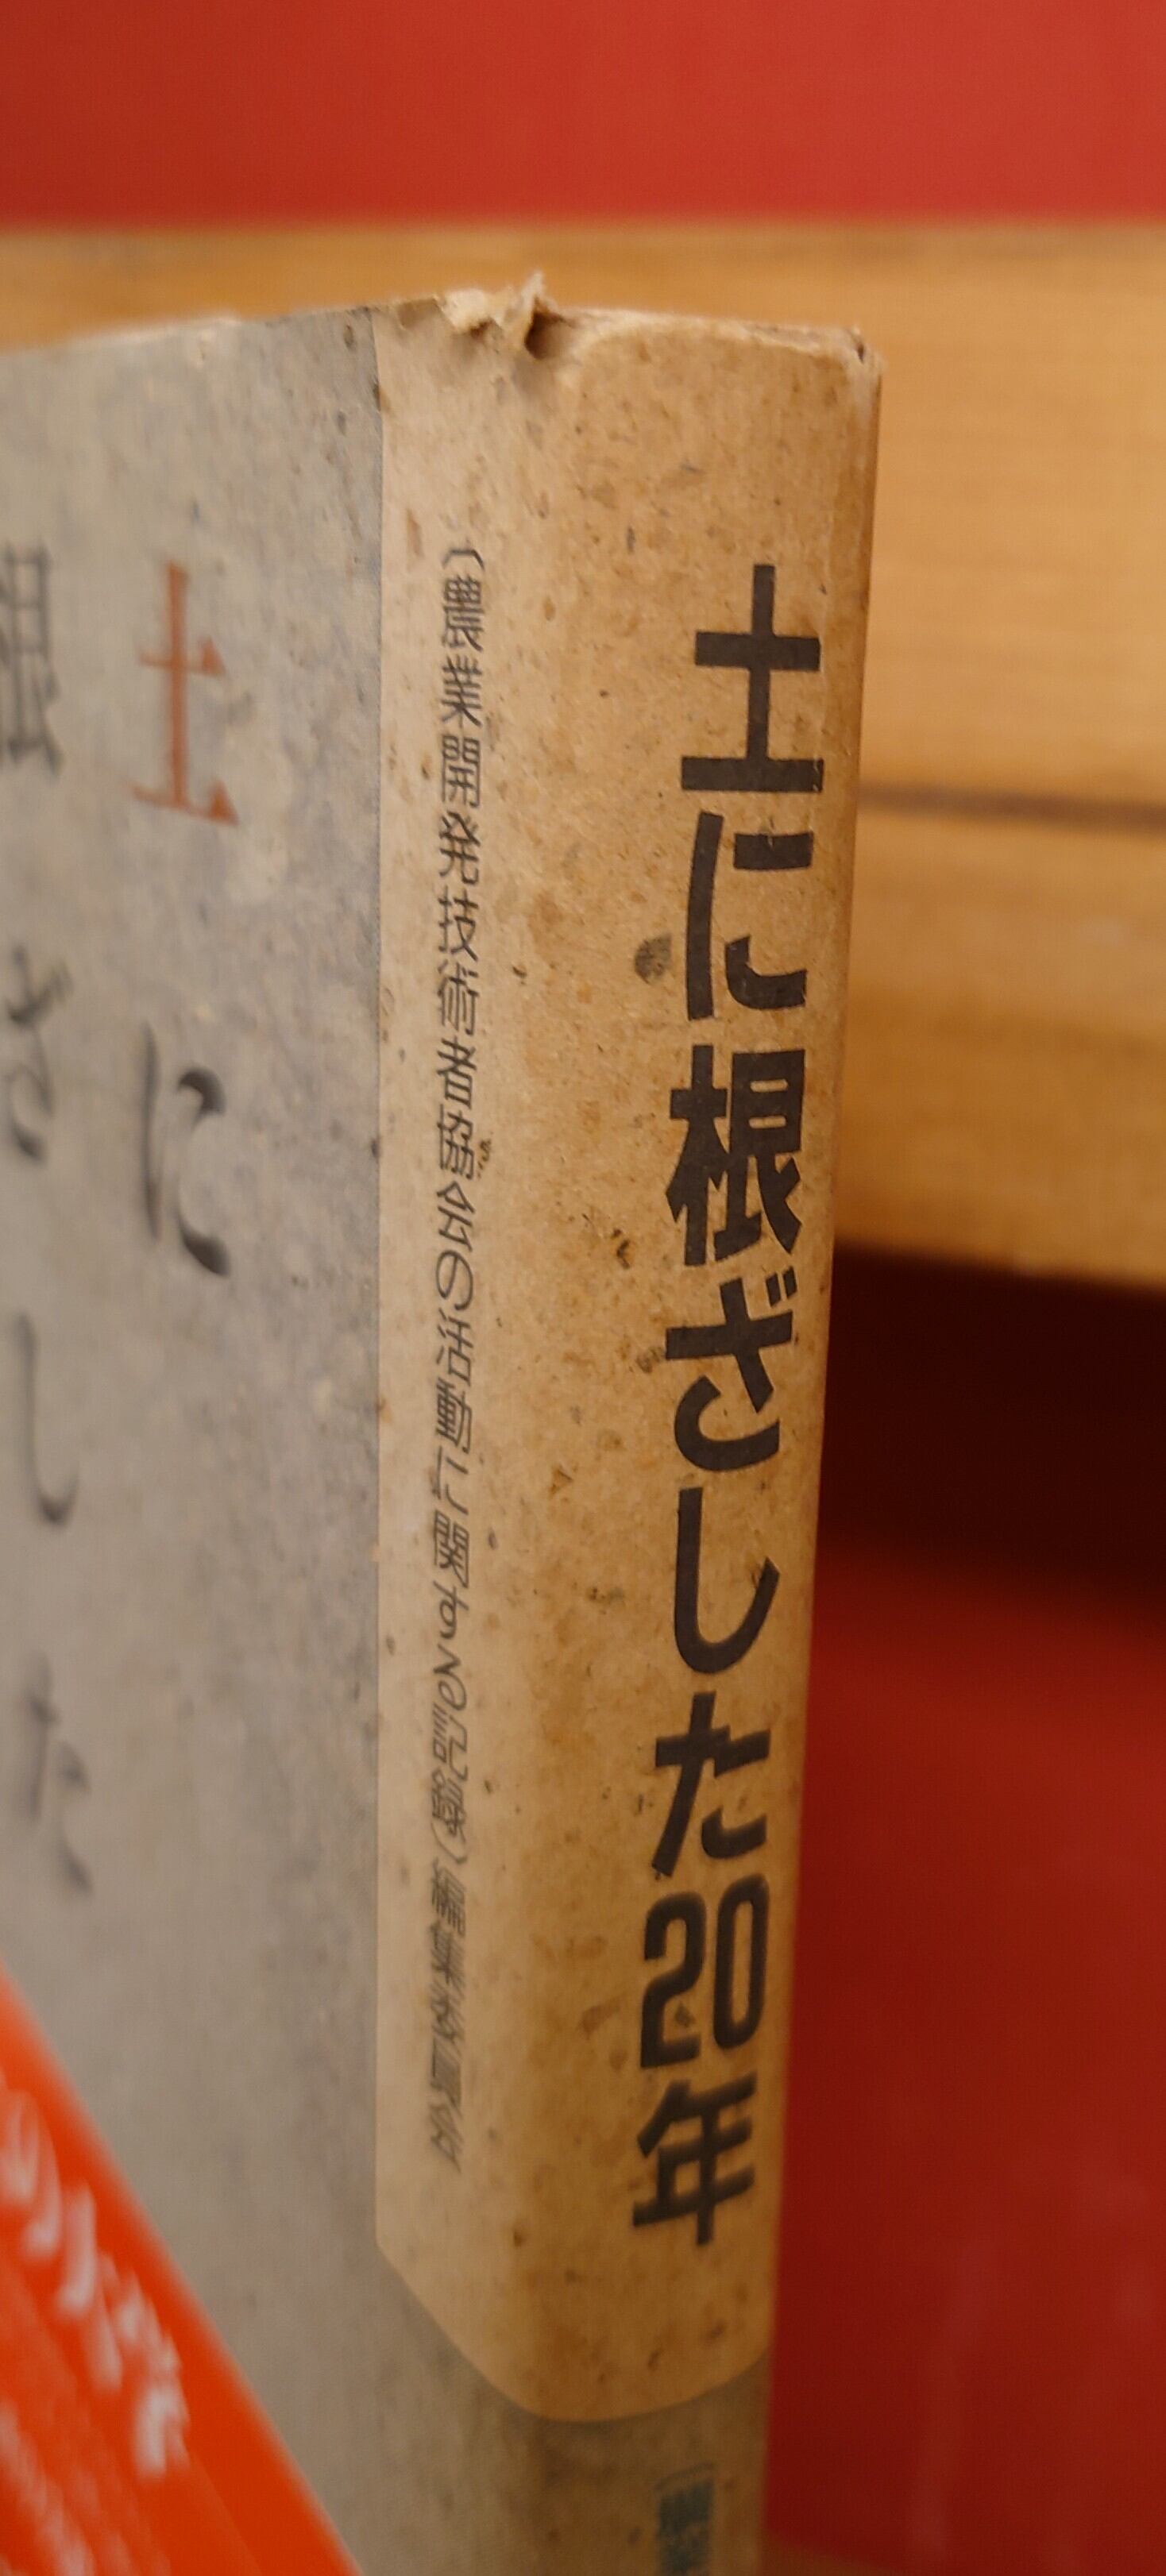 土に根ざした20年
(農業開発技術者協会の活動に関する記録)編集委員会
土に
根ざした